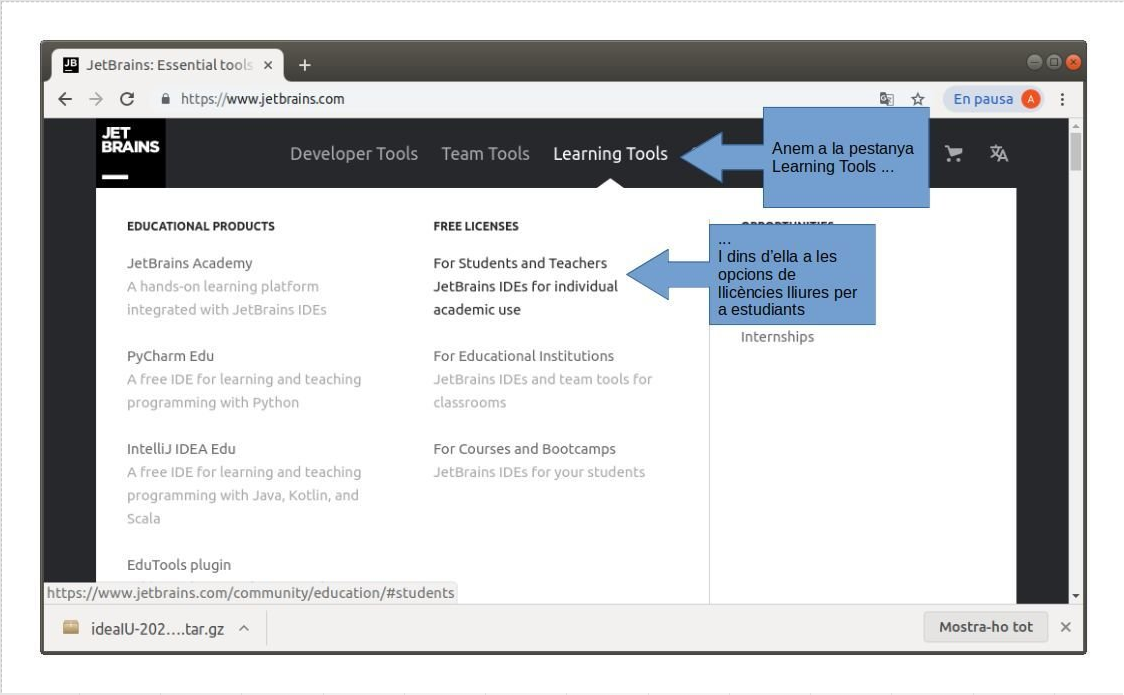 JetBrains: Essential tools
https://www.jetbrains.com
En pausa A
JET
BRAINS
Developer Tools Team Tools Learning Tools
Anem a la pestanya
Learning Tools ...
EDUCATIONAL PRODUCTS
JetBrains Academy
A hands-on learning platform
integrated with JetBrains IDEs
PyCharm Edu
A free IDE for learning and teaching
programming with Python
IntelliJ IDEA Edu
A free IDE for learning and teaching
programming with Java, Kotlin, and
Scala
EduTools plugin
FREE LICENSES
For Students and Teachers
JetBrains IDEs for individual
academic use
For Educational Institutions
JetBrains IDEs and team tools for
classrooms
For Courses and Bootcamps
JetBrains IDEs for your students
...
I dins d'ella a les
opcions de
llicències lliures per
a estudiants
Internships
https://www.jetbrains.com/community/education/#students
ideaIU-202....tar.gz
Mostra-ho tot